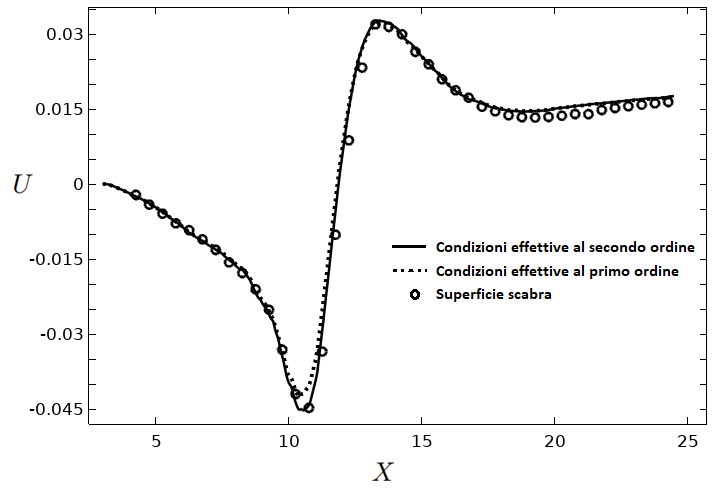 0.03
0.015
0
-0.015
-0.03
-0.045
U
Condizioni effettive al secondo ordine
Condizioni effettive al primo ordine
Superficie scabra
5 10 15 20 25
X